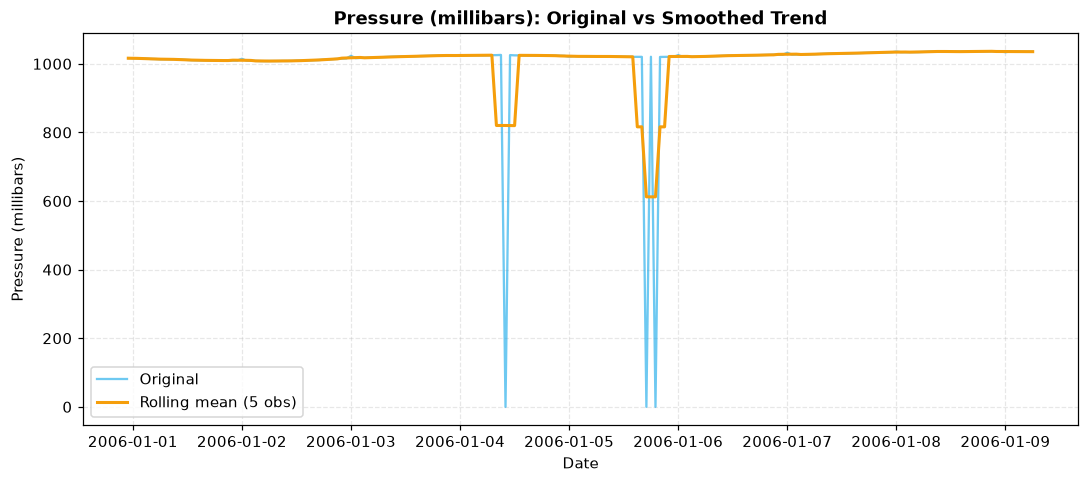 Pressure (millibars): Original vs Smoothed Trend
Pressure (millibars)
1000
800
600
400
200
0
Original
Rolling mean (5 obs)
2006-01-01 2006-01-02 2006-01-03 2006-01-04 2006-01-05 2006-01-06 2006-01-07 2006-01-08 2006-01-09
Date